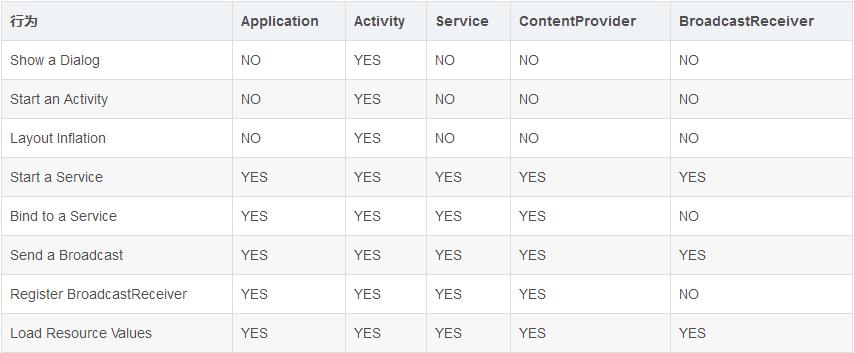 行为 Application Activity Service ContentProvider BroadcastReceiver
Show a Dialog NO YES NO NO NO
Start an Activity NO YES NO NO NO
Layout Inflation NO YES NO NO NO
Start a Service YES YES YES YES YES
Bind to a Service YES YES YES YES NO
Send a Broadcast YES YES YES YES YES
Register BroadcastReceiver YES YES YES YES NO
Load Resource Values YES YES YES YES YES